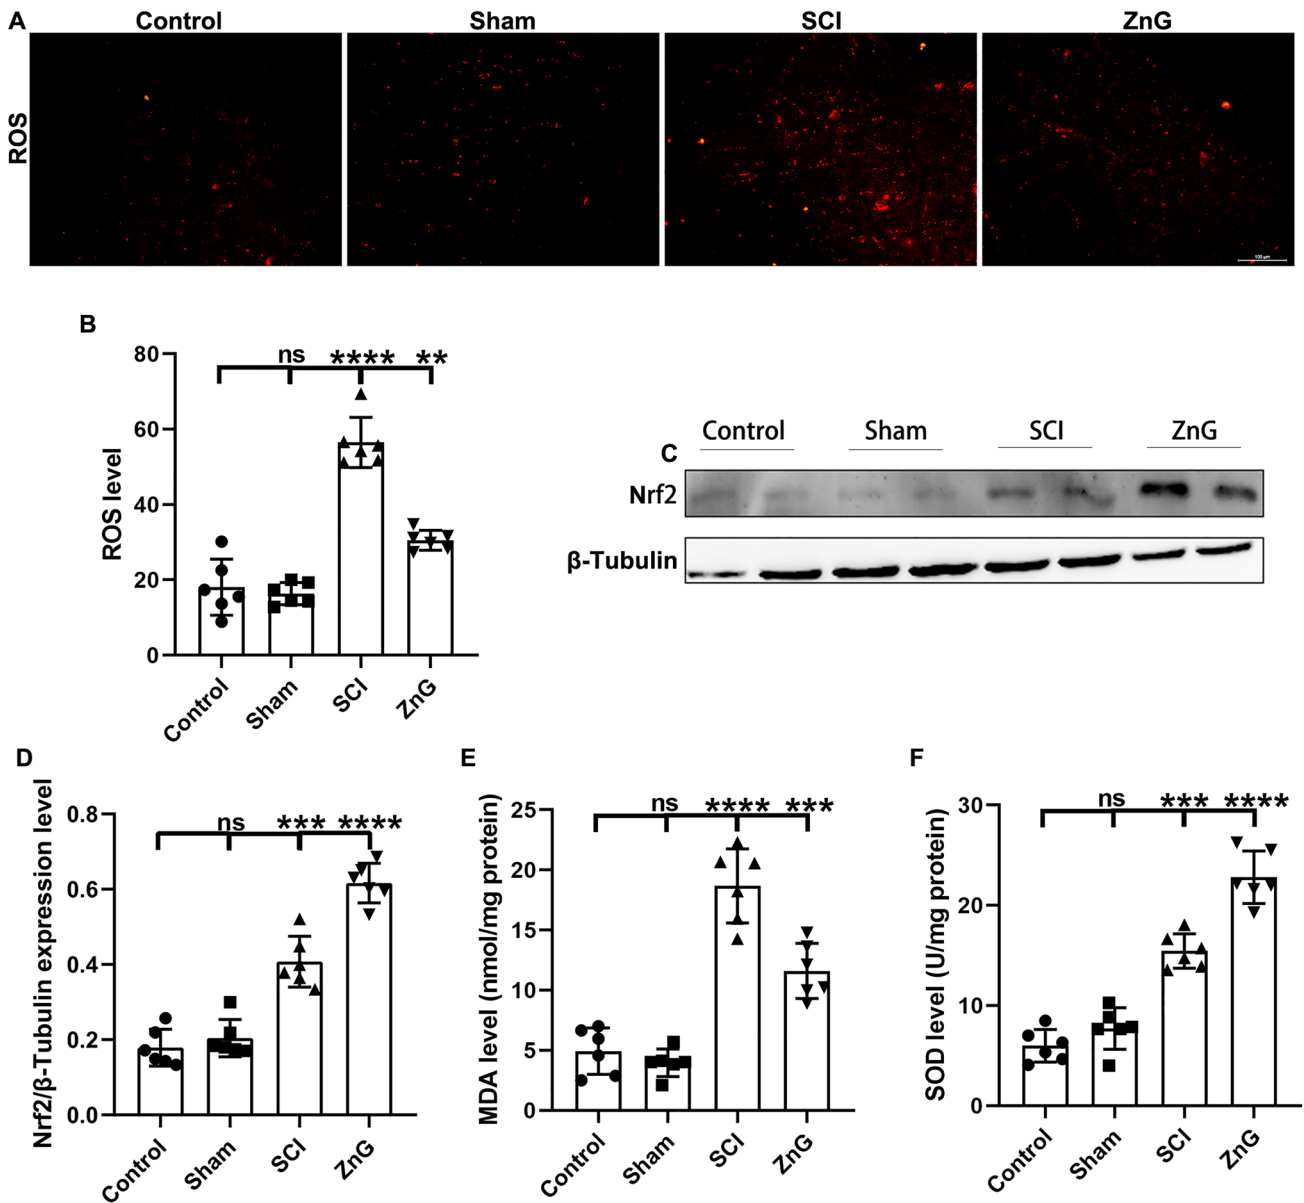 A
Control
Sham
SCI
ZnG
ROS
100 μm
B
ns
****
**
ROS level
80
60
40
20
0
Control
Sham
SCI
ZnG
C
Control
Sham
SCI
ZnG
Nrf2
β-Tubulin
D
ns
***
****
Nrf2/β-Tubulin expression level
0.8
0.6
0.4
0.2
0.0
Control
Sham
SCI
ZnG
E
ns
****
***
MDA level (nmol/mg protein)
25
20
15
10
5
0
Control
Sham
SCI
ZnG
F
ns
***
****
SOD level (U/mg protein)
30
20
10
0
Control
Sham
SCI
ZnG